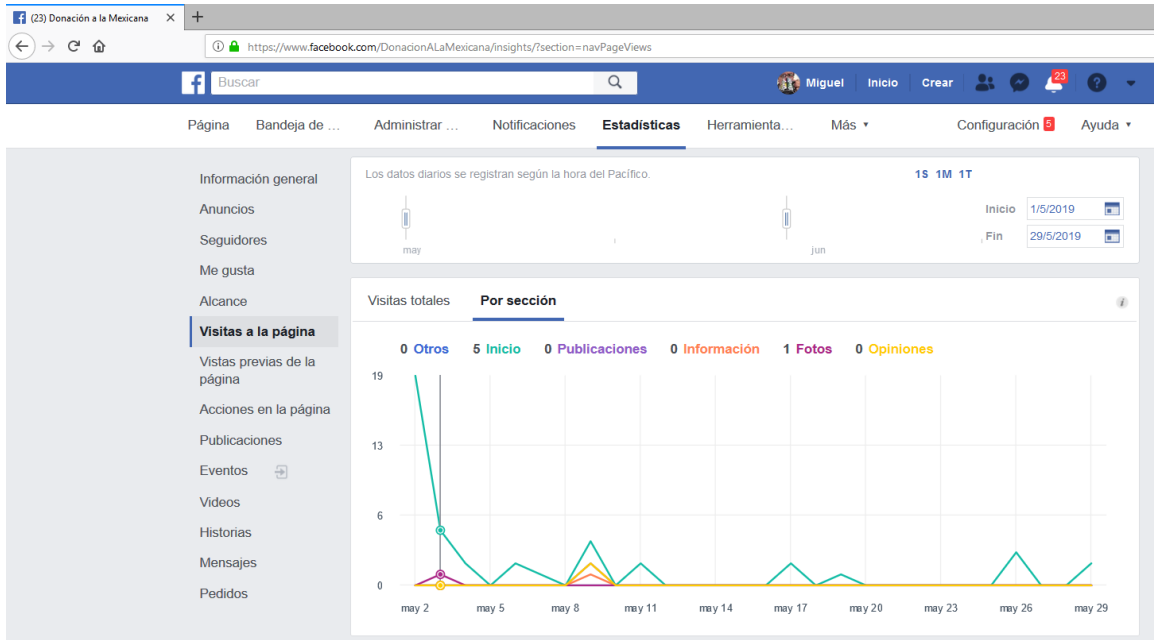 (23) Donación a la Mexicana
https://www.facebook.com/DonacionALaMexicana/insights/?section=navPageViews
Buscar
Miguel Inicio Crear 23
Página Bandeja de ... Administrar ... Notificaciones Estadísticas Herramienta... Más Configuración 5 Ayuda
Información general
Anuncios
Seguidores
Me gusta
Alcance
Visitas a la página
Vistas previas de la
página
Acciones en la página
Publicaciones
Eventos
Videos
Historias
Mensajes
Pedidos
Los datos diarios se registran según la hora del Pacífico.
1S 1M 1T
Inicio 1/5/2019
Fin 29/5/2019
may jun
Visitas totales Por sección
0 Otros 5 Inicio 0 Publicaciones 0 Información 1 Fotos 0 Opiniones
19
13
6
0
may 2 may 5 may 8 may 11 may 14 may 17 may 20 may 23 may 26 may 29